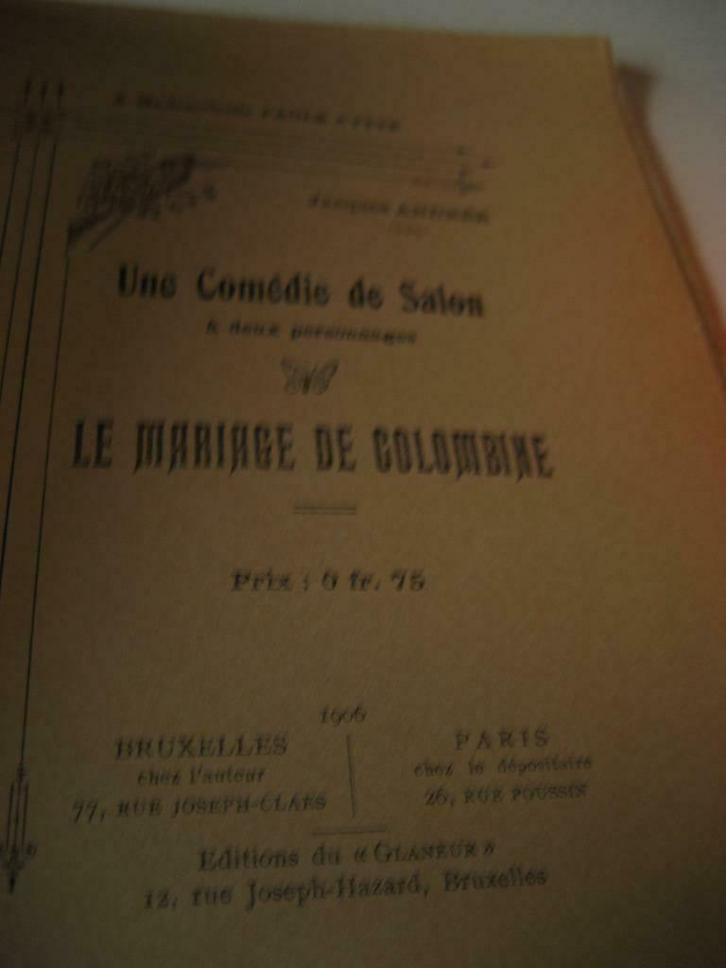 Jacques
Une Comédie de Salon
à deux personnages
LE MARIAGE DE COLOMBINE
Prix : 0 fr. 75
1906
BRUXELLES
chez l'auteur
77, RUE JOSEPH-CLAES
PARIS
chez le dépositaire
26, RUE POUSSIN
Editions du « GLANEUR »
12, rue Joseph-Hazard, Bruxelles